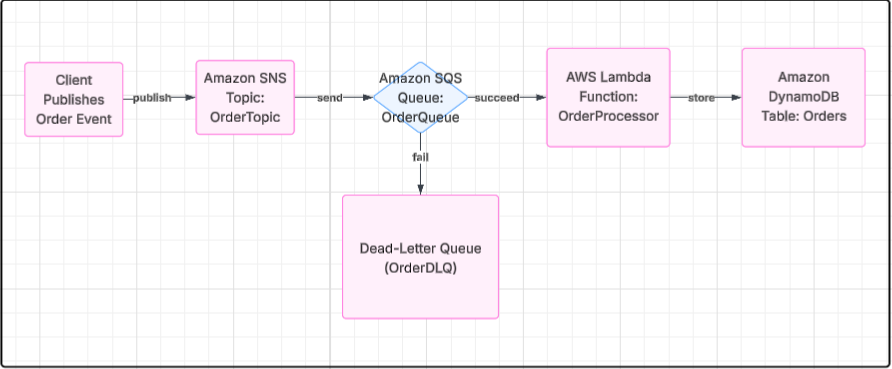 Client
Publishes
Order Event
publish
Amazon SNS
Topic:
OrderTopic
send
Amazon SQS
Queue:
OrderQueue
succeed
AWS Lambda
Function:
OrderProcessor
store
Amazon
DynamoDB
Table: Orders
fail
Dead-Letter Queue
(OrderDLQ)